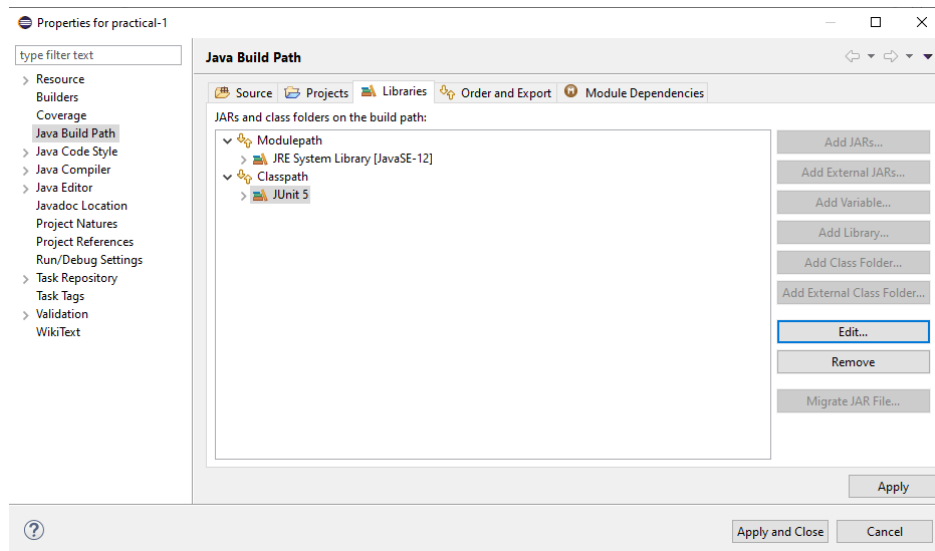 Properties for practical-1
type filter text
Resource
Builders
Coverage
Java Build Path
Java Code Style
Java Compiler
Java Editor
Javadoc Location
Project Natures
Project References
Run/Debug Settings
Task Repository
Task Tags
Validation
WikiText
Java Build Path
Source Projects Libraries Order and Export Module Dependencies
JARs and class folders on the build path:
Modulepath
JRE System Library [JavaSE-12]
Classpath
JUnit 5
Add JARs...
Add External JARs...
Add Variable...
Add Library...
Add Class Folder...
Add External Class Folder...
Edit...
Remove
Migrate JAR File...
Apply
?
Apply and Close Cancel